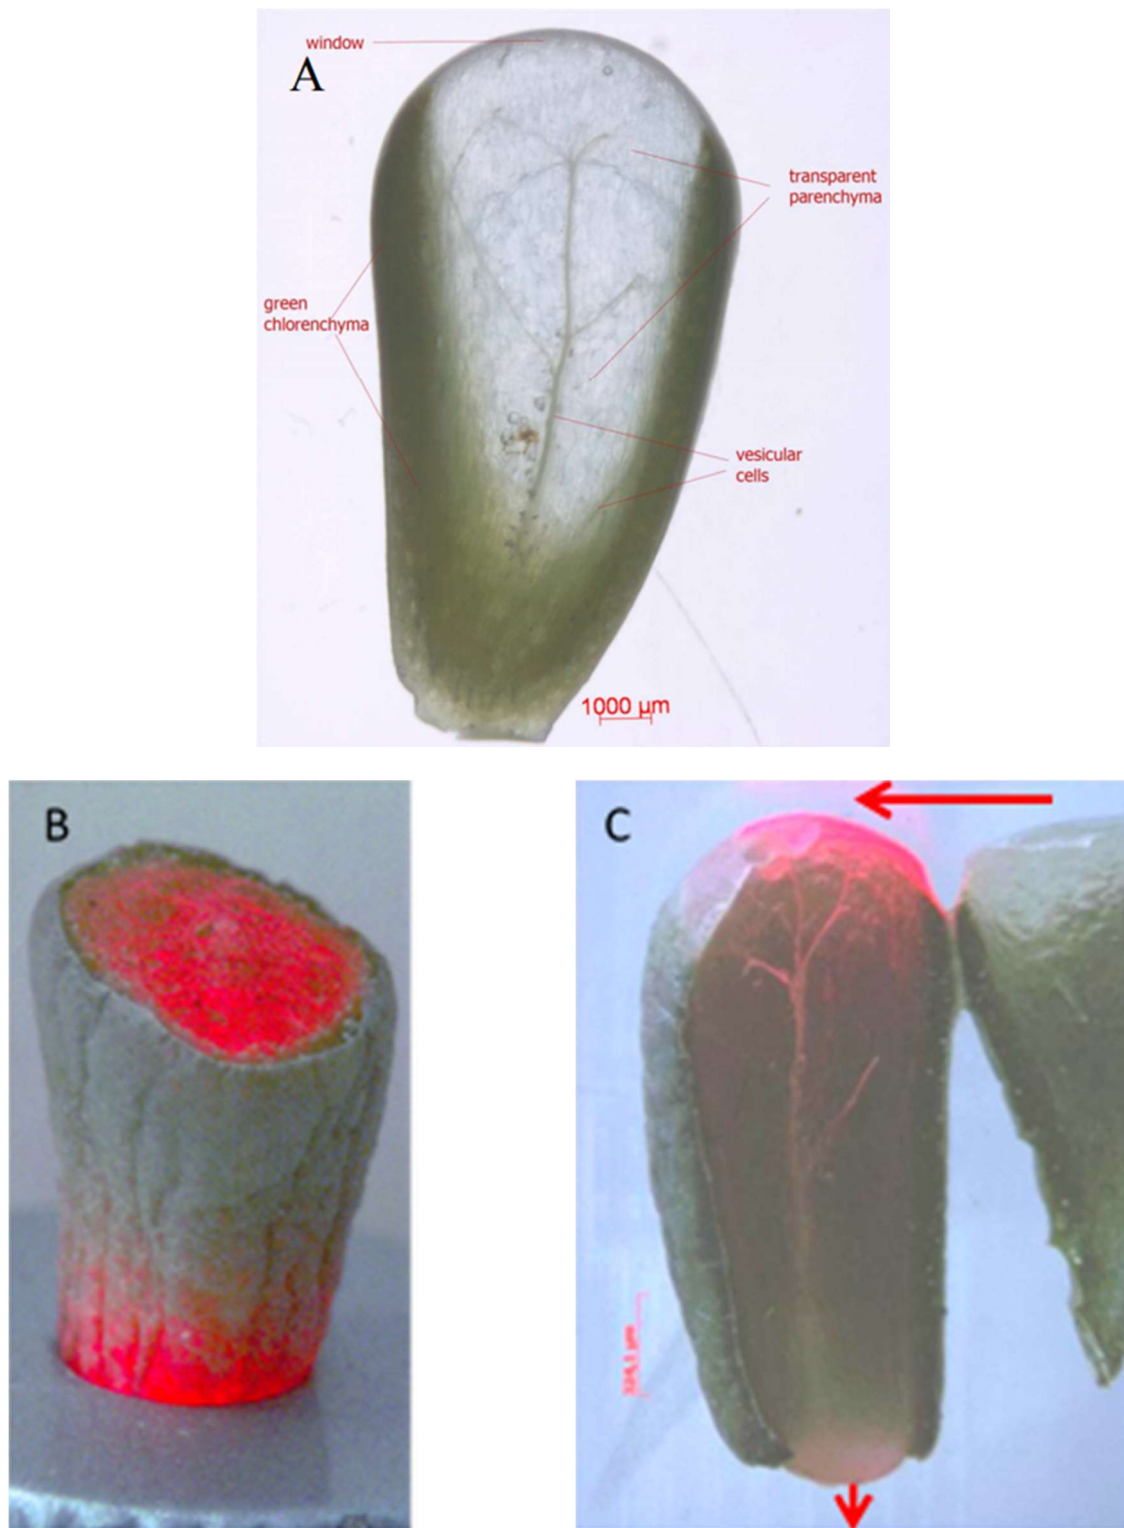 window
A
transparent
parenchyma
green
chlorenchyma
vesicular
cells
1000 µm
B
C